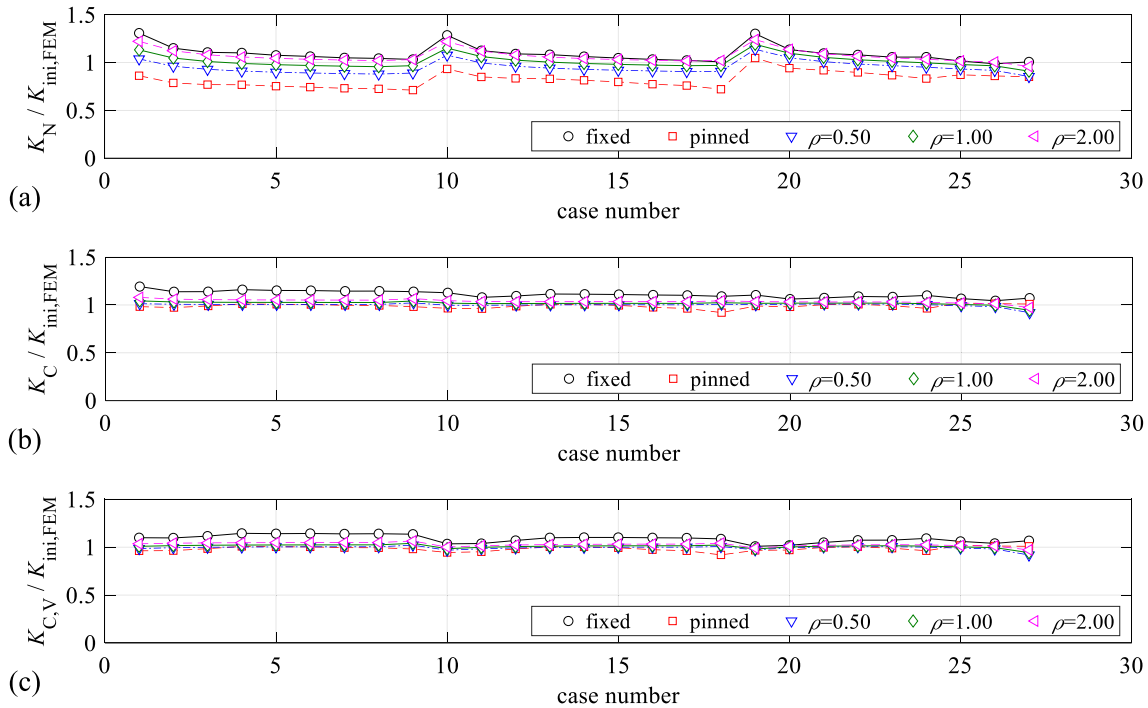 1.5
1
0.5
0
K_N / K_ini,FEM
0 5 10 15 20 25 30
case number
fixed pinned ρ=0.50 ρ=1.00 ρ=2.00
(a)
1.5
1
0.5
0
K_C / K_ini,FEM
0 5 10 15 20 25 30
case number
fixed pinned ρ=0.50 ρ=1.00 ρ=2.00
(b)
1.5
1
0.5
0
K_C,V / K_ini,FEM
0 5 10 15 20 25 30
case number
fixed pinned ρ=0.50 ρ=1.00 ρ=2.00
(c)